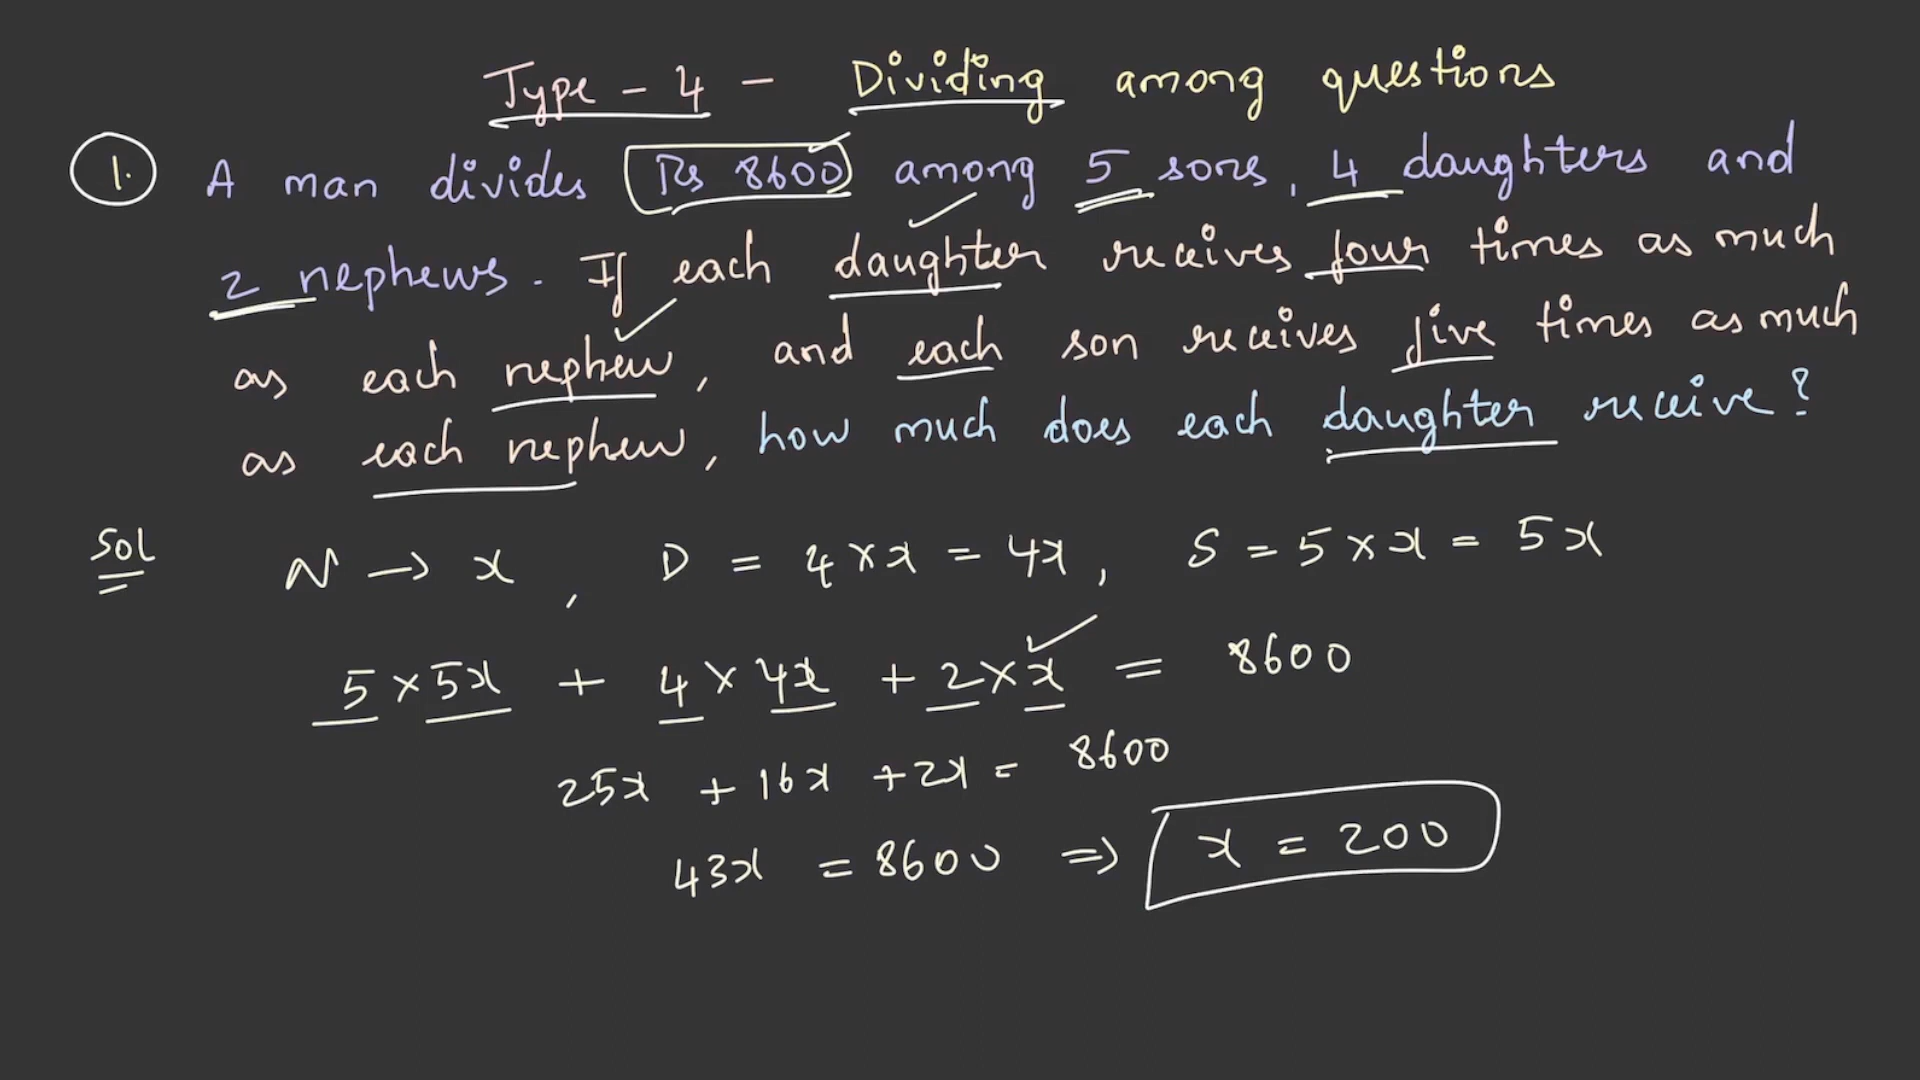 Type - 4 - Dividing among questions
1. A man divides Rs 8600 among 5 sons, 4 daughters and
2 nephews. If each daughter receives four times as much
as each nephew, and each son receives five times as much
as each nephew, how much does each daughter receive?
Sol N → x , D = 4 × x = 4x , S = 5 × x = 5x
5 × 5x + 4 × 4x + 2 × x = 8600
25x + 16x + 2x = 8600
43x = 8600 ⇒ x = 200